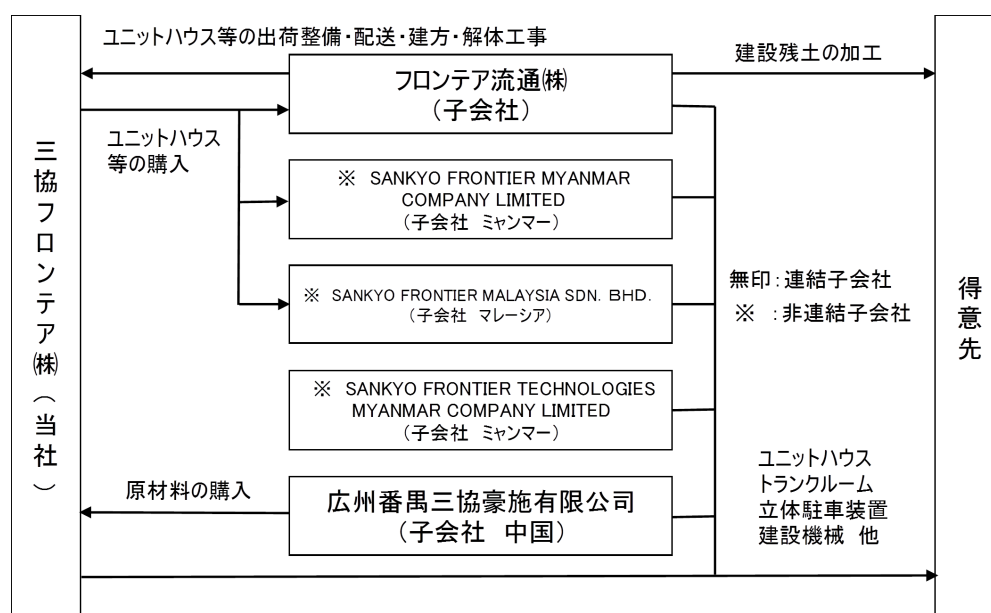 ユニットハウス等の出荷整備・配送・建方・解体工事
建設残土の加工
フロンテア流通㈱
(子会社)
ユニットハウス
等の購入
三協フロンテア㈱(当社)
※ SANKYO FRONTIER MYANMAR
COMPANY LIMITED
(子会社 ミャンマー)
※ SANKYO FRONTIER MALAYSIA SDN. BHD.
(子会社 マレーシア)
無印:連結子会社
※ :非連結子会社
得意先
※ SANKYO FRONTIER TECHNOLOGIES
MYANMAR COMPANY LIMITED
(子会社 ミャンマー)
原材料の購入
広州番禺三協豪施有限公司
(子会社 中国)
ユニットハウス
トランクルーム
立体駐車装置
建設機械 他